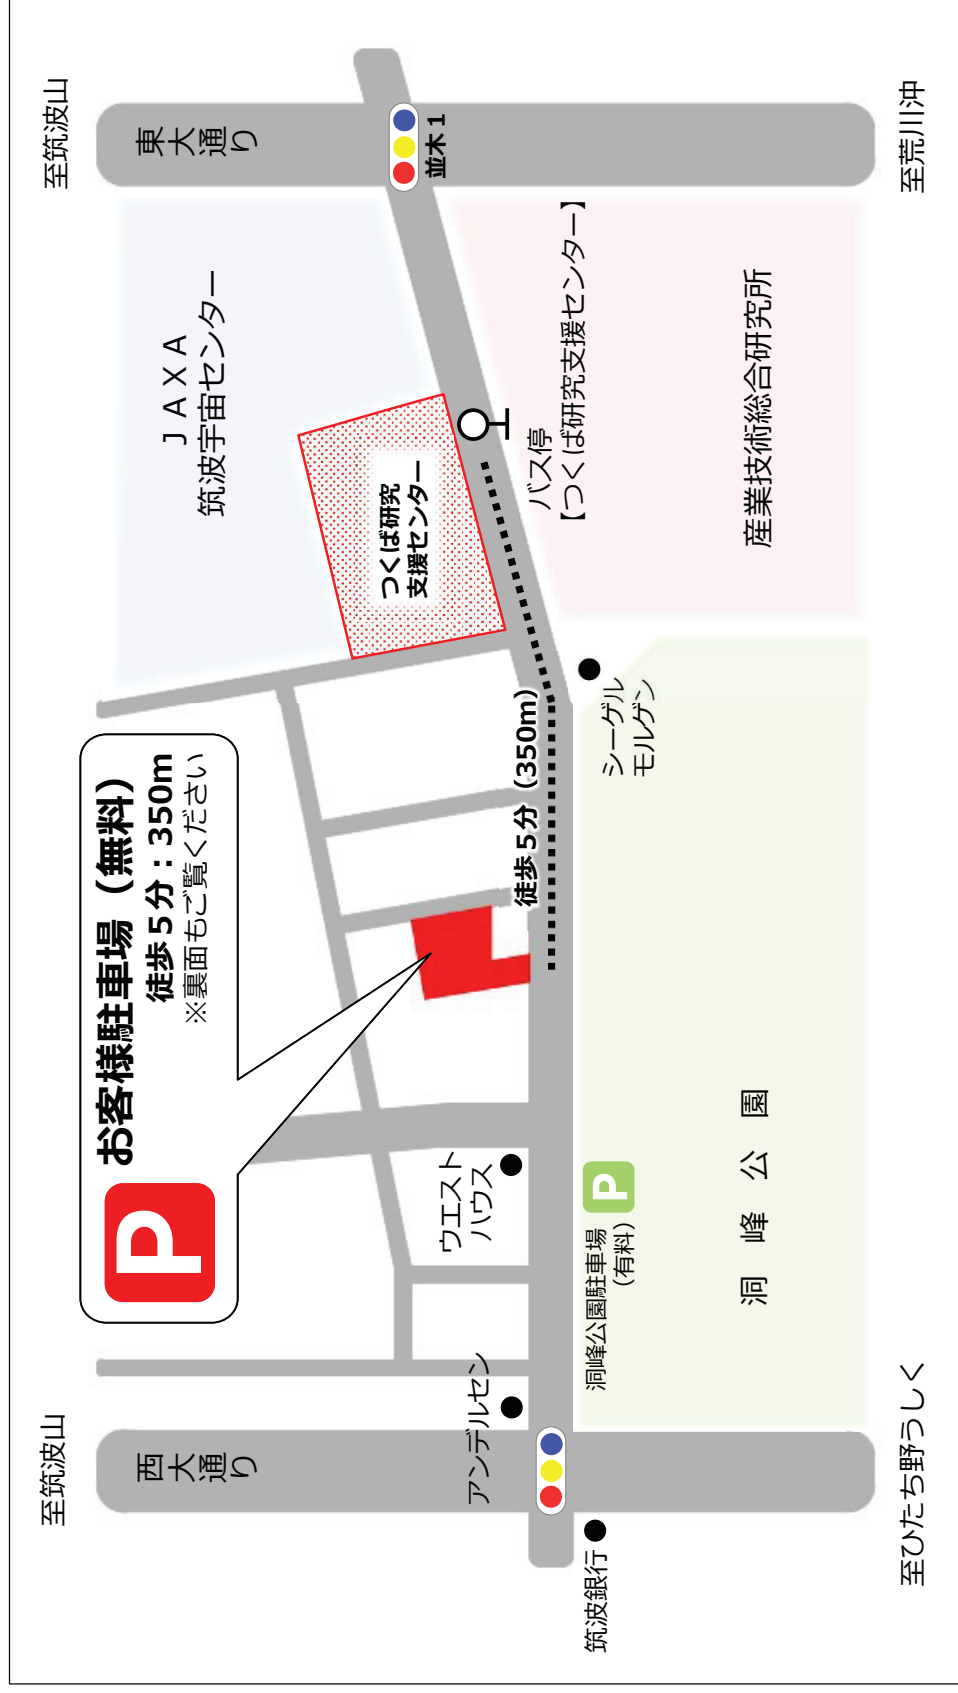 至筑波山
西大通り
アンデルセン
筑波銀行
至ひたち野うしく
P
お客様駐車場（無料）
徒歩５分：350m
※裏面もご覧ください
ウエスト
ハウス
P
洞峰公園駐車場
（有料）
洞峰公園
徒歩５分（350m）
シーゲル
モルゲン
ＪＡＸＡ
筑波宇宙センター
つくば研究
支援センター
バス停
【つくば研究支援センター】
産業技術総合研究所
至筑波山
東大通り
並木１
至荒川沖